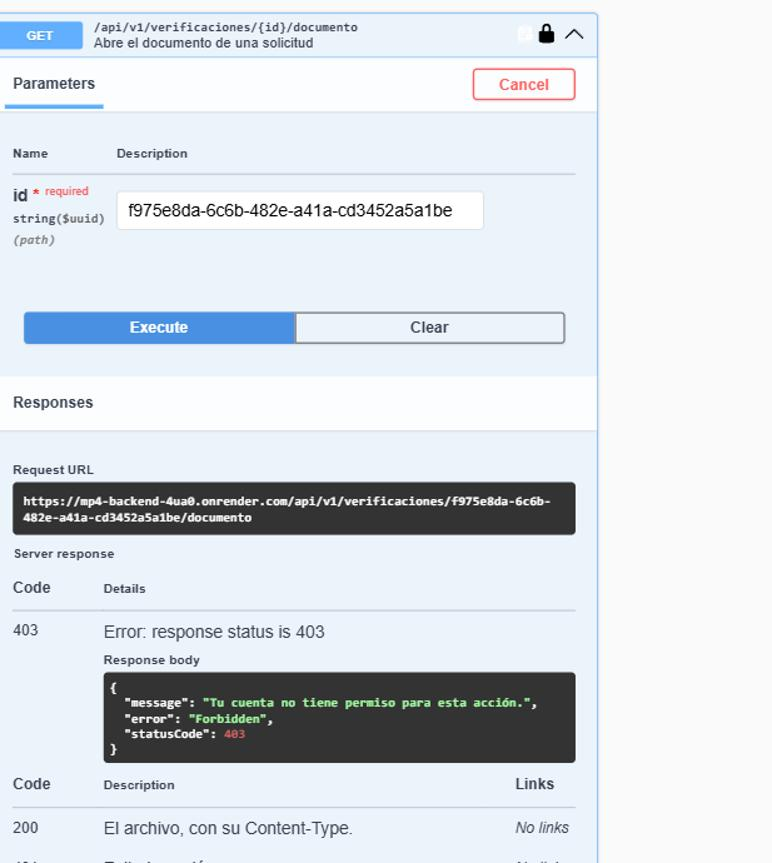 GET /api/v1/verificaciones/{id}/documento
Abre el documento de una solicitud
Parameters
Cancel
Name Description
id * required
string($uuid)
(path)
f975e8da-6c6b-482e-a41a-cd3452a5a1be
Execute Clear
Responses
Request URL
https://mp4-backend-4ua0.onrender.com/api/v1/verificaciones/f975e8da-6c6b-
482e-a41a-cd3452a5a1be/documento
Server response
Code Details
403 Error: response status is 403
Response body
{
"message": "Tu cuenta no tiene permiso para esta acción.",
"error": "Forbidden",
"statusCode": 403
}
Code Description Links
200 El archivo, con su Content-Type. No links